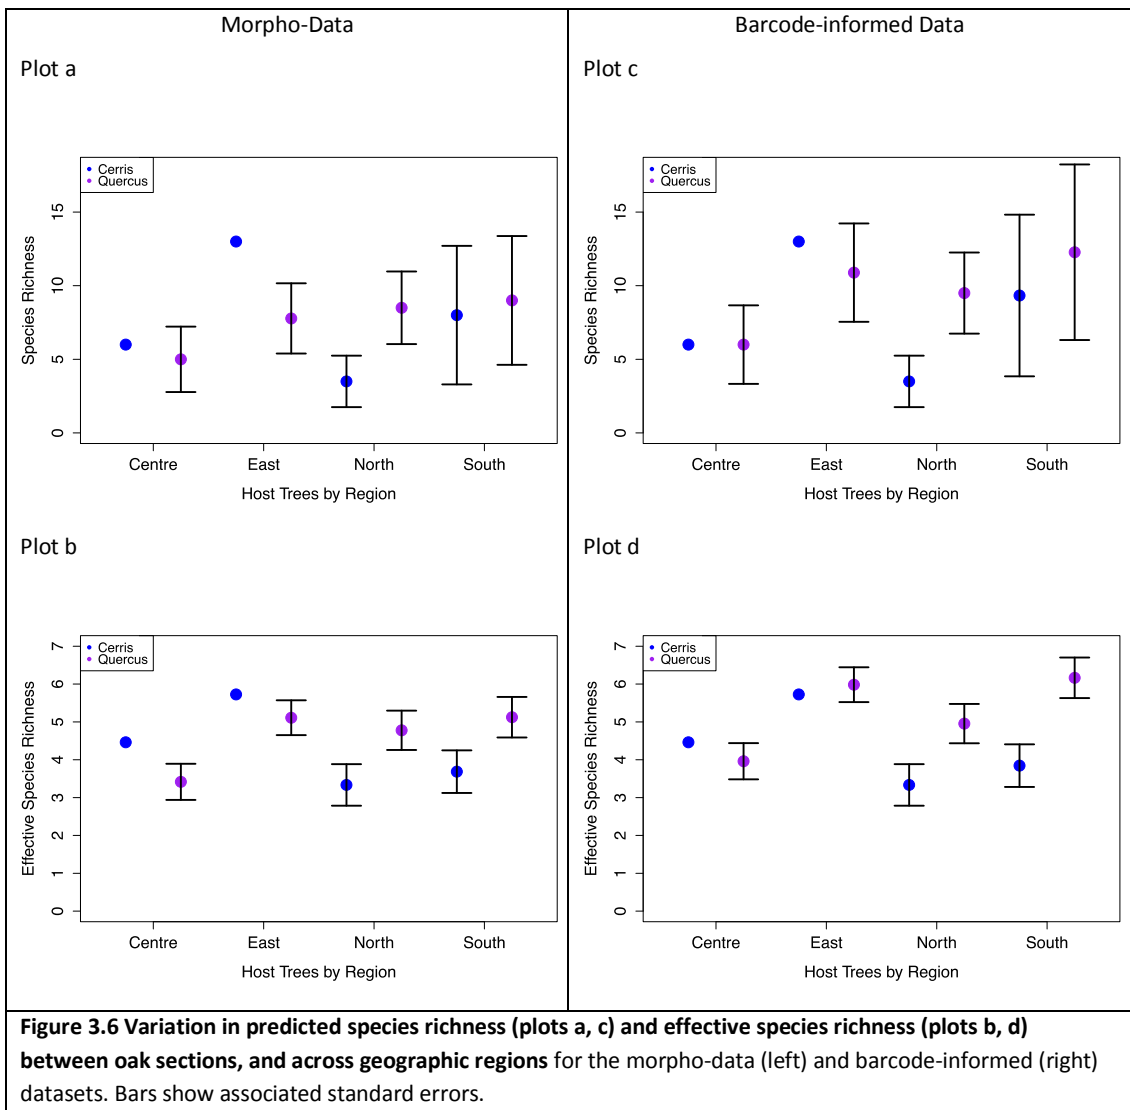 Morpho-Data
Plot a
Cerris
Quercus
Species Richness
15
10
5
0
Centre East North South
Host Trees by Region
Plot b
Cerris
Quercus
Effective Species Richness
7
6
5
4
3
2
1
0
Centre East North South
Host Trees by Region
Barcode-informed Data
Plot c
Cerris
Quercus
Species Richness
15
10
5
0
Centre East North South
Host Trees by Region
Plot d
Cerris
Quercus
Effective Species Richness
7
6
5
4
3
2
1
0
Centre East North South
Host Trees by Region
Figure 3.6 Variation in predicted species richness (plots a, c) and effective species richness (plots b, d)
between oak sections, and across geographic regions for the morpho-data (left) and barcode-informed (right)
datasets. Bars show associated standard errors.